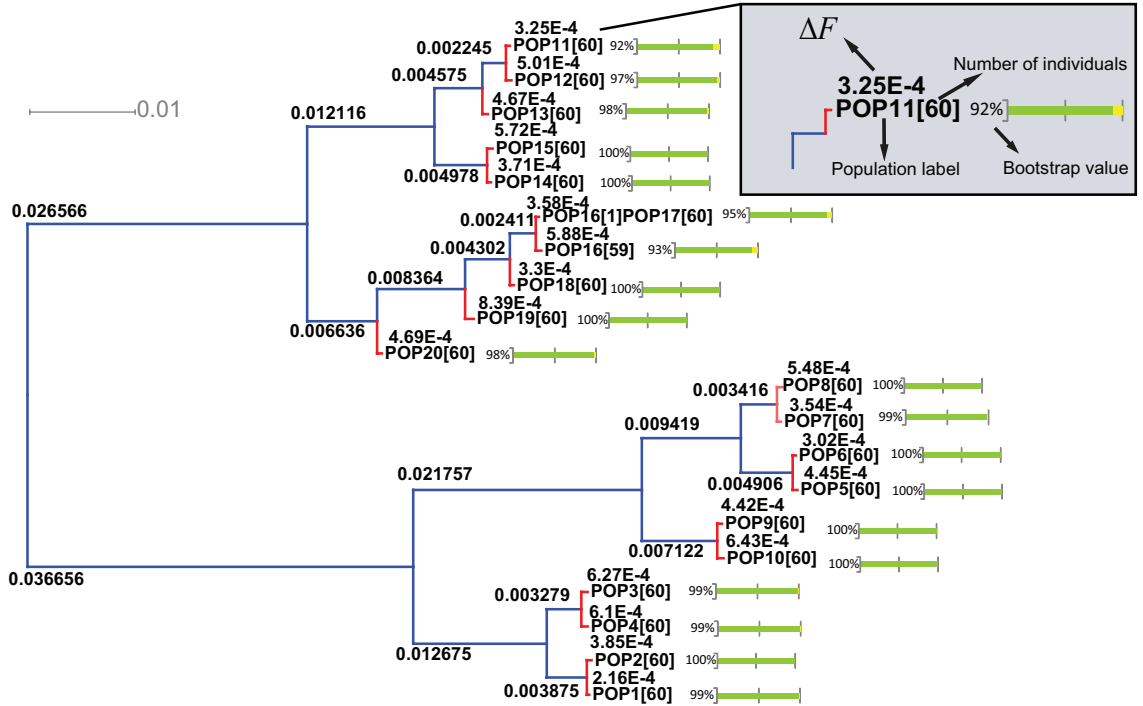 3.25E-4
0.002245
POP11[60] 92%
5.01E-4
0.004575
POP12[60] 97%
4.67E-4
0.012116
POP13[60] 98%
5.72E-4
POP15[60] 100%
3.71E-4
0.004978
POP14[60] 100%
0.01
ΔF
Number of individuals
3.25E-4
POP11[60] 92%
Population label
Bootstrap value
0.026566
3.58E-4
0.002411
POP16[1]POP17[60] 95%
5.88E-4
0.004302
POP16[59] 93%
3.3E-4
0.008364
POP18[60] 100%
8.39E-4
POP19[60] 100%
0.006636
4.69E-4
POP20[60] 98%
5.48E-4
0.003416
POP8[60] 100%
3.54E-4
0.009419
POP7[60] 99%
3.02E-4
POP6[60] 100%
4.45E-4
0.021757
0.004906
POP5[60] 100%
4.42E-4
POP9[60] 100%
6.43E-4
0.007122
POP10[60] 100%
0.036656
6.27E-4
0.003279
POP3[60] 99%
6.1E-4
POP4[60] 99%
3.85E-4
0.012675
POP2[60] 100%
2.16E-4
0.003875
POP1[60] 99%